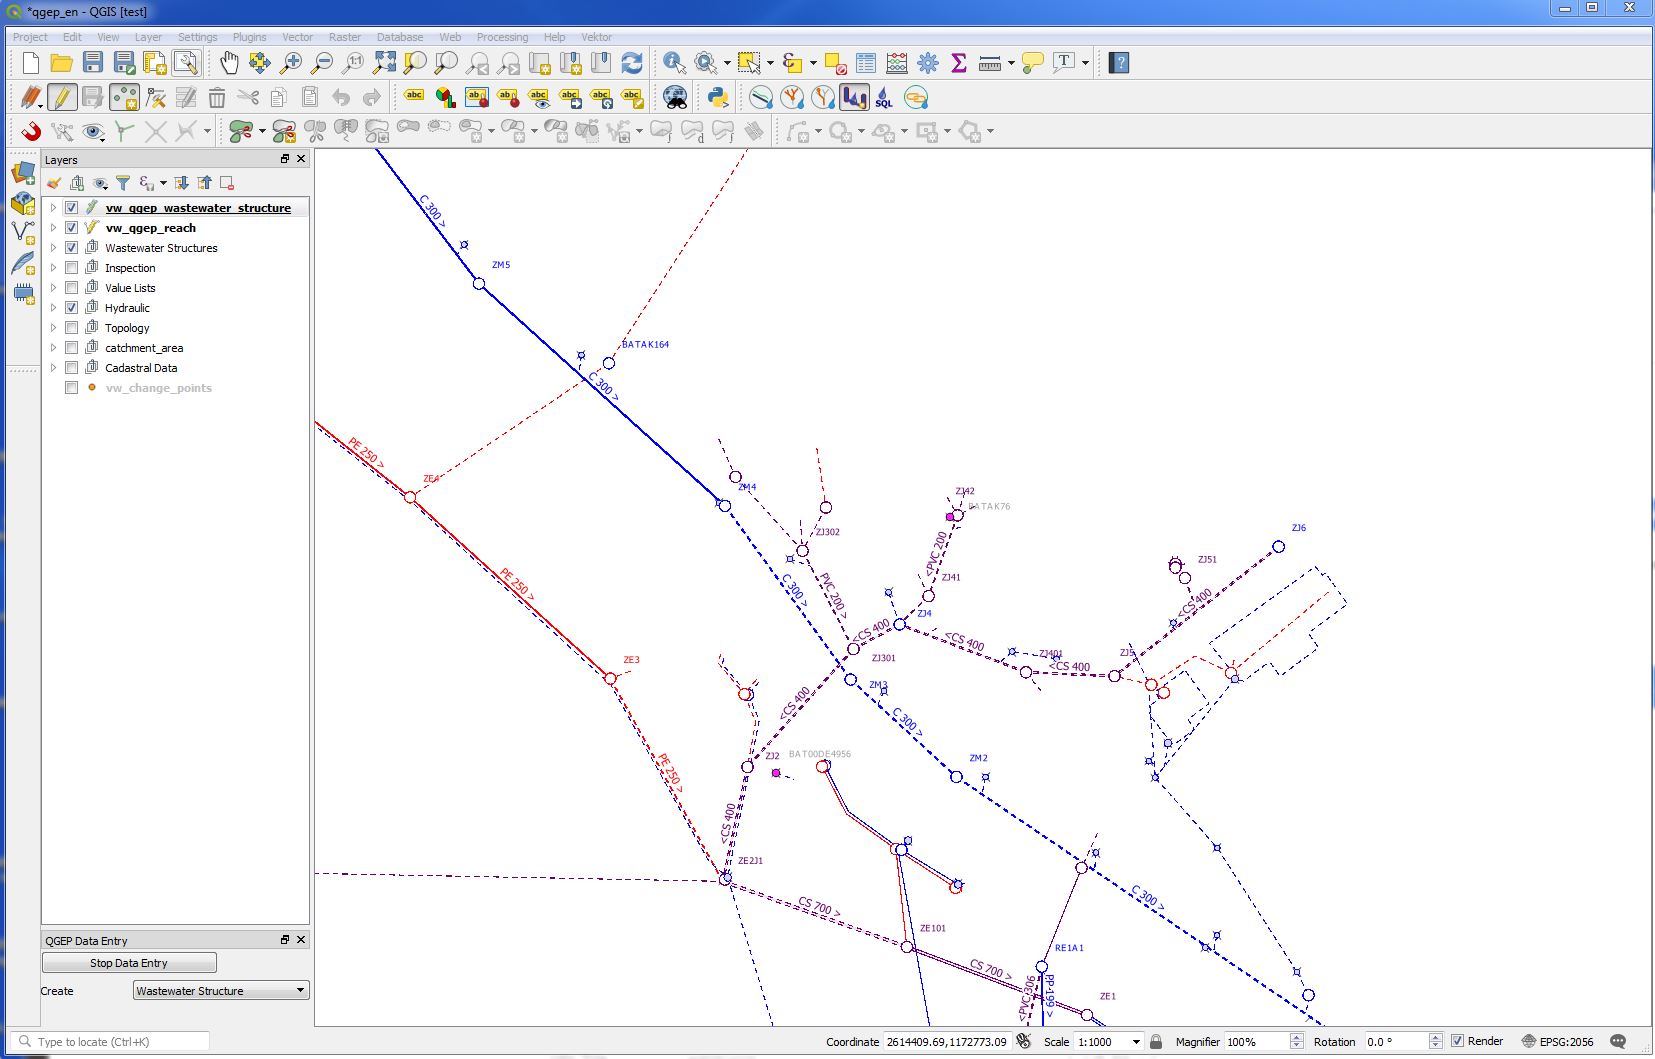 *qgep_en - QGIS [test]
Project Edit View Layer Settings Plugins Vector Raster Database Web Processing Help Vektor
Layers
vw_qgep_wastewater_structure
vw_qgep_reach
Wastewater Structures
Inspection
Value Lists
Hydraulic
Topology
catchment_area
Cadastral Data
vw_change_points
QGEP Data Entry
Stop Data Entry
Create Wastewater Structure
C 300 >
ZM5
BATAK164
C 300 >
PE 250 >
ZE4
ZM4
ZJ42
BATAK76
ZJ6
ZJ302
<PVC 200
ZJ51
PE 250 >
C 300 >
PVC 200 >
ZJ41
<CS 400
ZJ4
<CS 400
<CS 400
ZE3
ZJ301
ZJ401
ZJ5
<CS 400
ZM3
<CS 400
C 300 >
PE 250 >
ZJ2
BAT00DE4956
ZM2
<CS 400
ZE2J1
C 300 >
CS 700 >
ZE101
RE1A1
CS 700 >
<PVC 306
PP 199 >
ZE1
Type to locate (Ctrl+K)
Coordinate 2614409.69,1172773.09 Scale 1:1000 Magnifier 100% Rotation 0.0 ° Render EPSG:2056